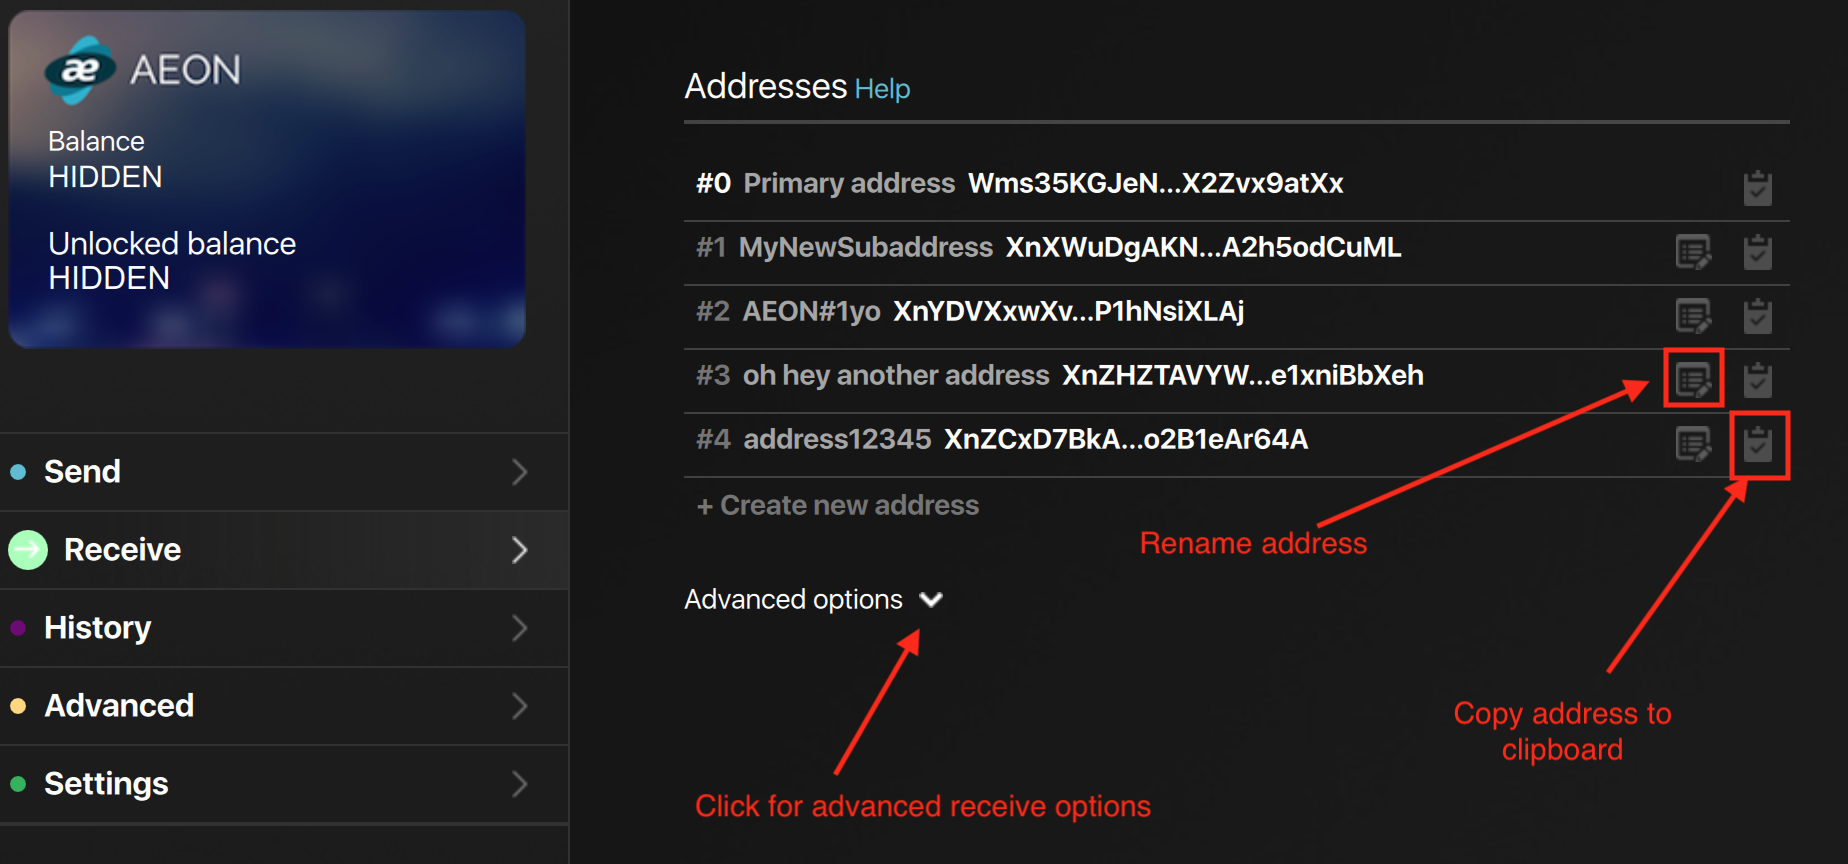 æ AEON
Balance
HIDDEN
Unlocked balance
HIDDEN
Send
Receive
History
Advanced
Settings
Addresses Help
#0 Primary address Wms35KGJeN...X2Zvx9atXx
#1 MyNewSubaddress XnXWuDgAKN...A2h5odCuML
#2 AEON#1yo XnYDVXxwXv...P1hNsiXLAj
#3 oh hey another address XnZHZTAVYW...e1xniBbXeh
#4 address12345 XnZCxD7BkA...o2B1eAr64A
+ Create new address
Rename address
Advanced options
Copy address to
clipboard
Click for advanced receive options